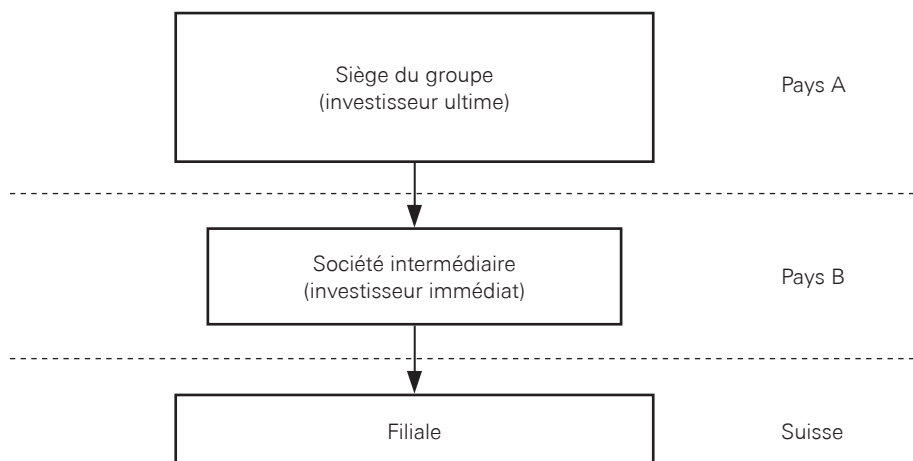 Siège du groupe
(investisseur ultime)
Pays A
Société intermédiaire
(investisseur immédiat)
Pays B
Filiale
Suisse